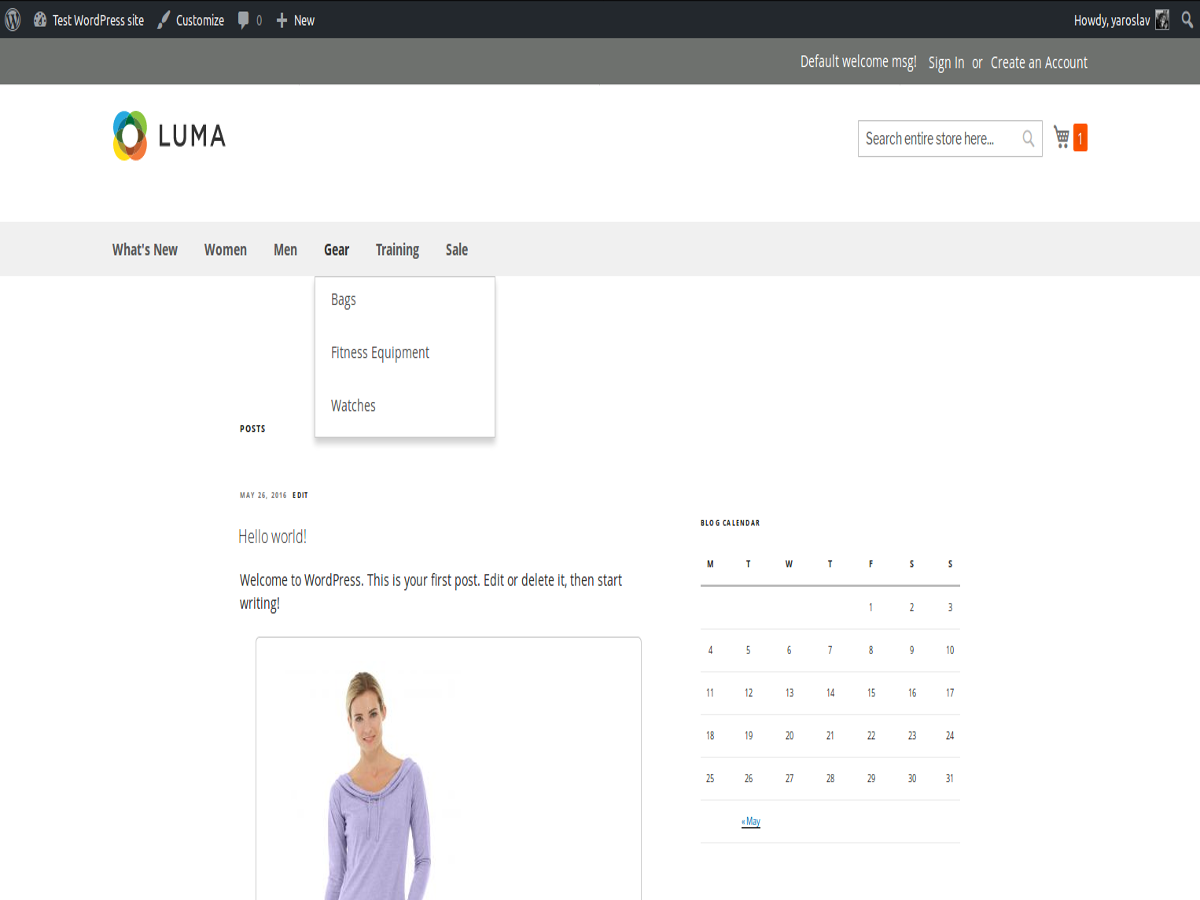 Test WordPress site Customize 0 New Howdy, yaroslav
Default welcome msg! Sign In or Create an Account
LUMA
Search entire store here... 1
What's New Women Men Gear Training Sale
Bags
Fitness Equipment
Watches
POSTS
MAY 26, 2016 EDIT
Hello world!
Welcome to WordPress. This is your first post. Edit or delete it, then start
writing!
BLOG CALENDAR
M T W T F S S
1 2 3
4 5 6 7 8 9 10
11 12 13 14 15 16 17
18 19 20 21 22 23 24
25 26 27 28 29 30 31
« May